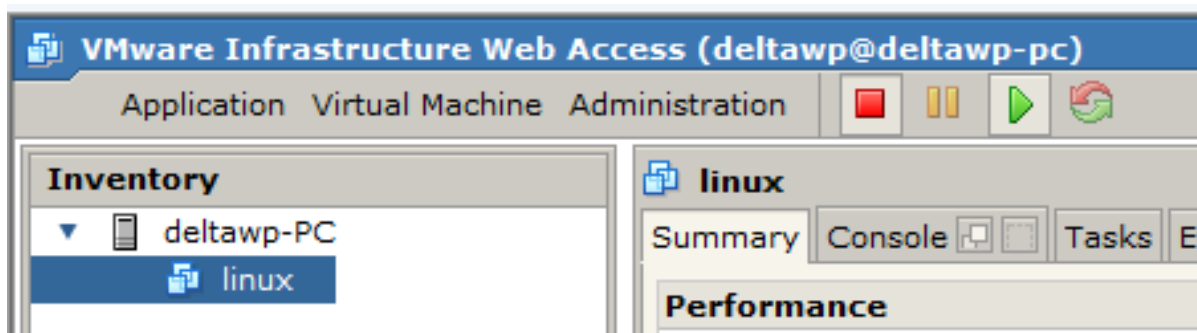 VMware Infrastructure Web Access (deltawp@deltawp-pc)
Application Virtual Machine Administration
Inventory
deltawp-PC
linux
linux
Summary Console Tasks E
Performance